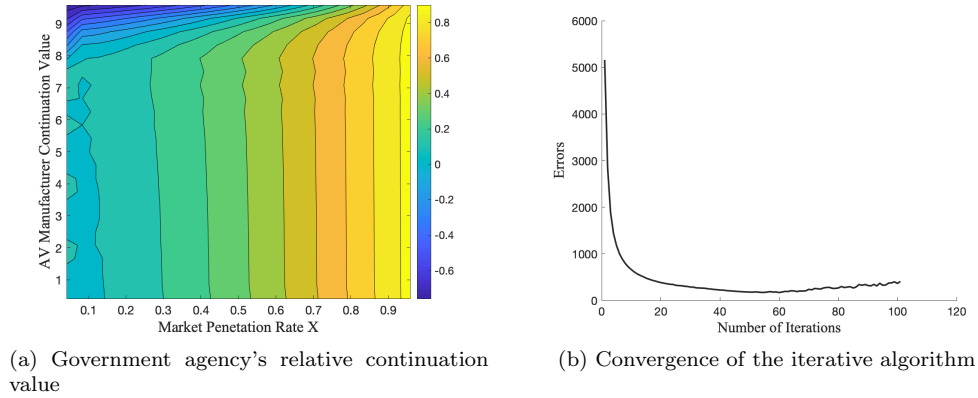 9
8
7
6
5
4
3
2
1
AV Manufacturer Continuation Value
0.1 0.2 0.3 0.4 0.5 0.6 0.7 0.8 0.9
Market Penetation Rate X
0.8
0.6
0.4
0.2
0
-0.2
-0.4
-0.6
(a) Government agency's relative continuation
value
6000
5000
4000
3000
2000
1000
0
Errors
0 20 40 60 80 100 120
Number of Iterations
(b) Convergence of the iterative algorithm